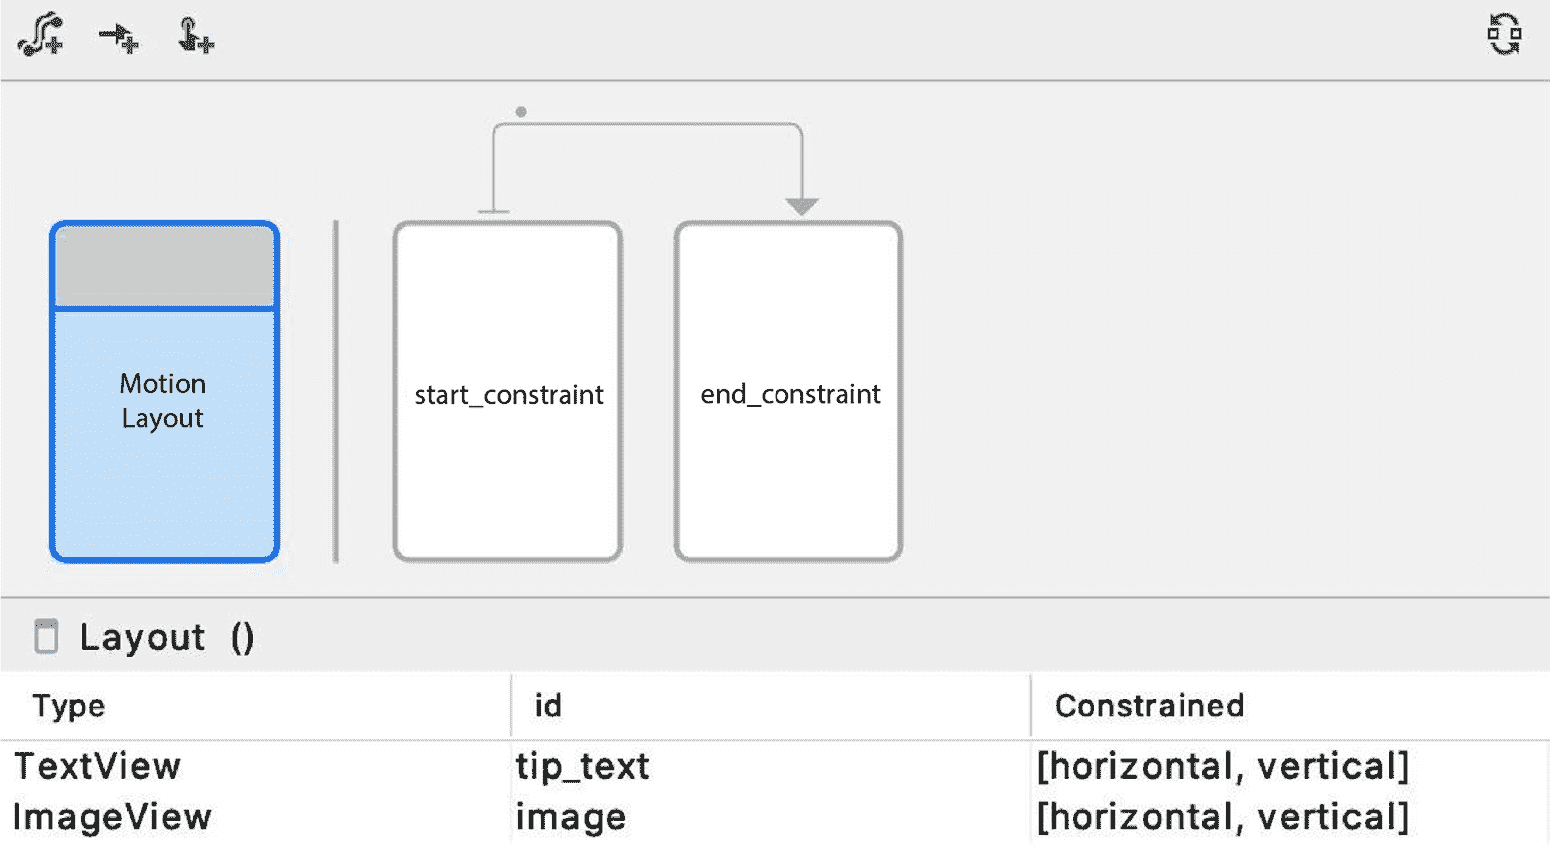 Motion
Layout
start_constraint
end_constraint
Layout ()
Type id Constrained
TextView tip_text [horizontal, vertical]
ImageView image [horizontal, vertical]